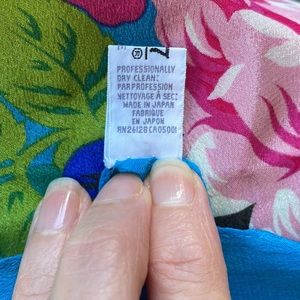 PROFESSIONALLY
DRY CLEAN:
PAR PROFESSION
NETTOYAGE À SEC:
MADE IN JAPAN
FABRIQUE
EN JAPON
RN26128 CA05001